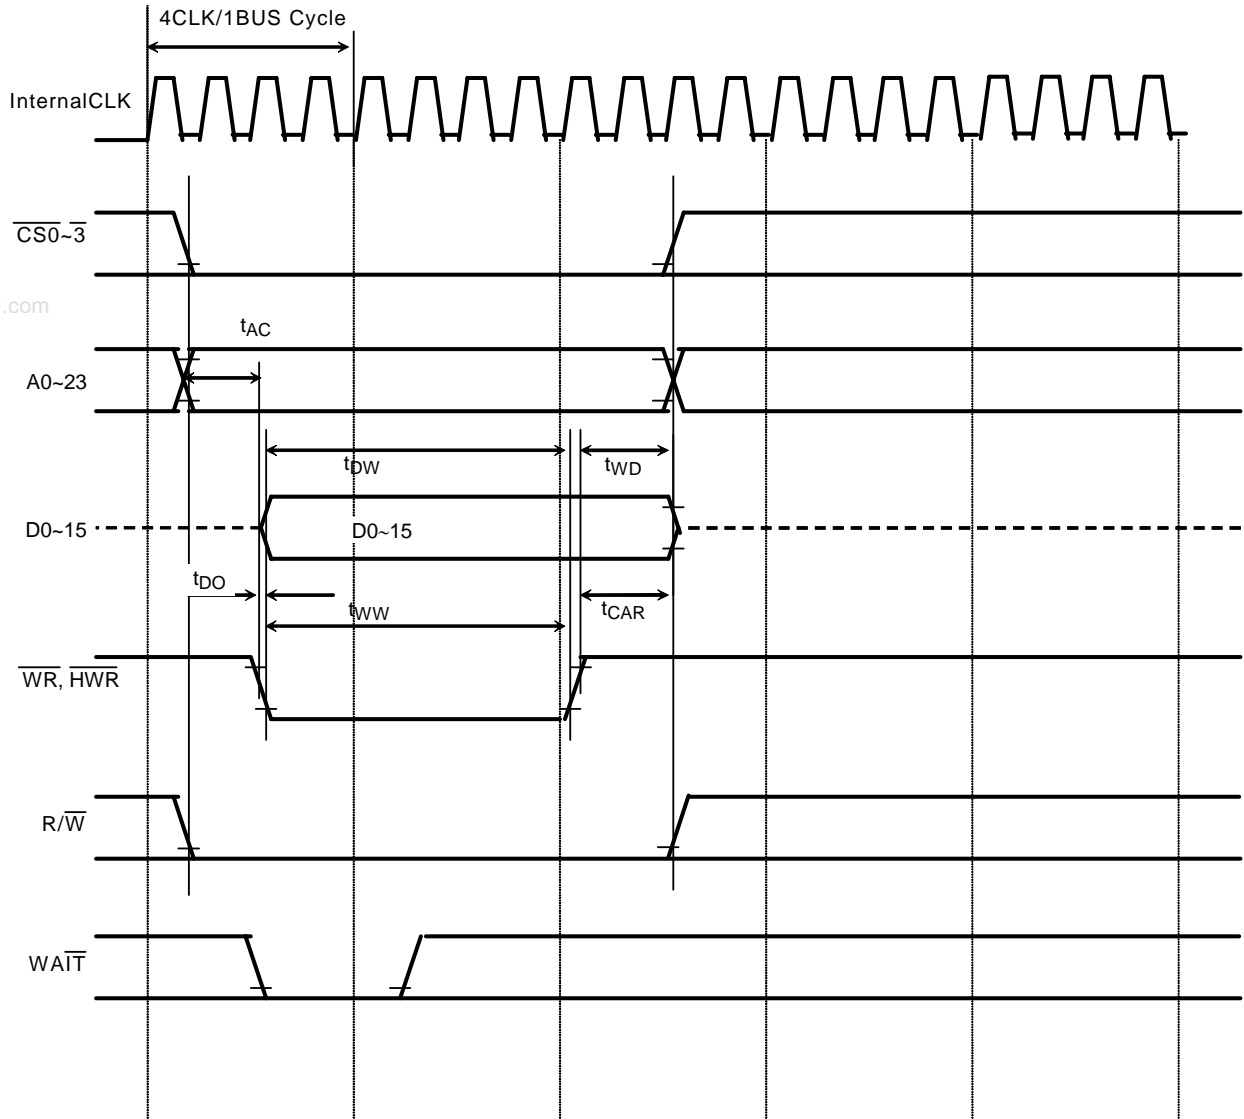 4CLK/1BUS Cycle
InternalCLK
CS0~3
.com
tAC
A0~23
tDW
tWD
D0~15
D0~15
tDO
tWW
tCAR
WR, HWR
R/W
WAIT